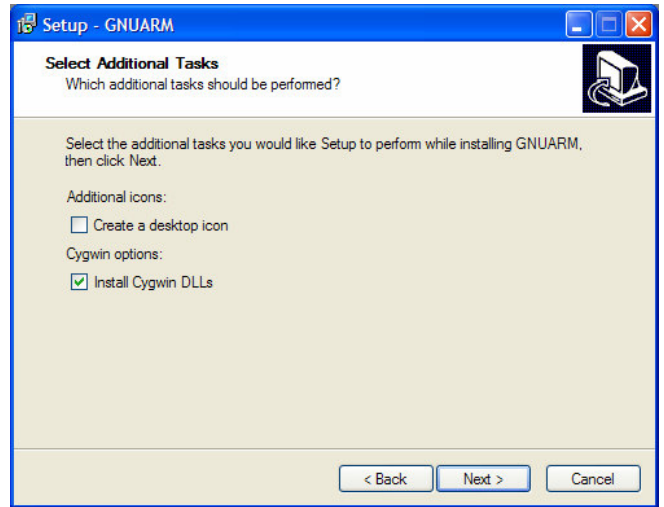 Setup - GNUARM
Select Additional Tasks
Which additional tasks should be performed?
Select the additional tasks you would like Setup to perform while installing GNUARM,
then click Next.
Additional icons:
Create a desktop icon
Cygwin options:
Install Cygwin DLLs
< Back Next > Cancel